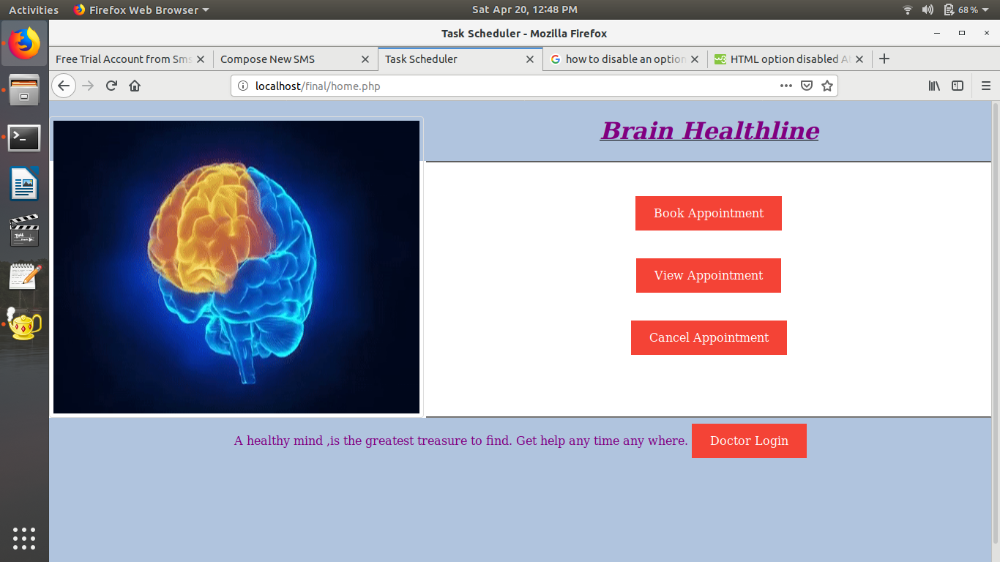 Activities Firefox Web Browser Sat Apr 20, 12:48 PM 68%
Task Scheduler - Mozilla Firefox
Free Trial Account from Sms Compose New SMS Task Scheduler how to disable an option HTML option disabled A
localhost/final/home.php
Brain Healthline
Book Appointment
View Appointment
Cancel Appointment
A healthy mind ,is the greatest treasure to find. Get help any time any where. Doctor Login